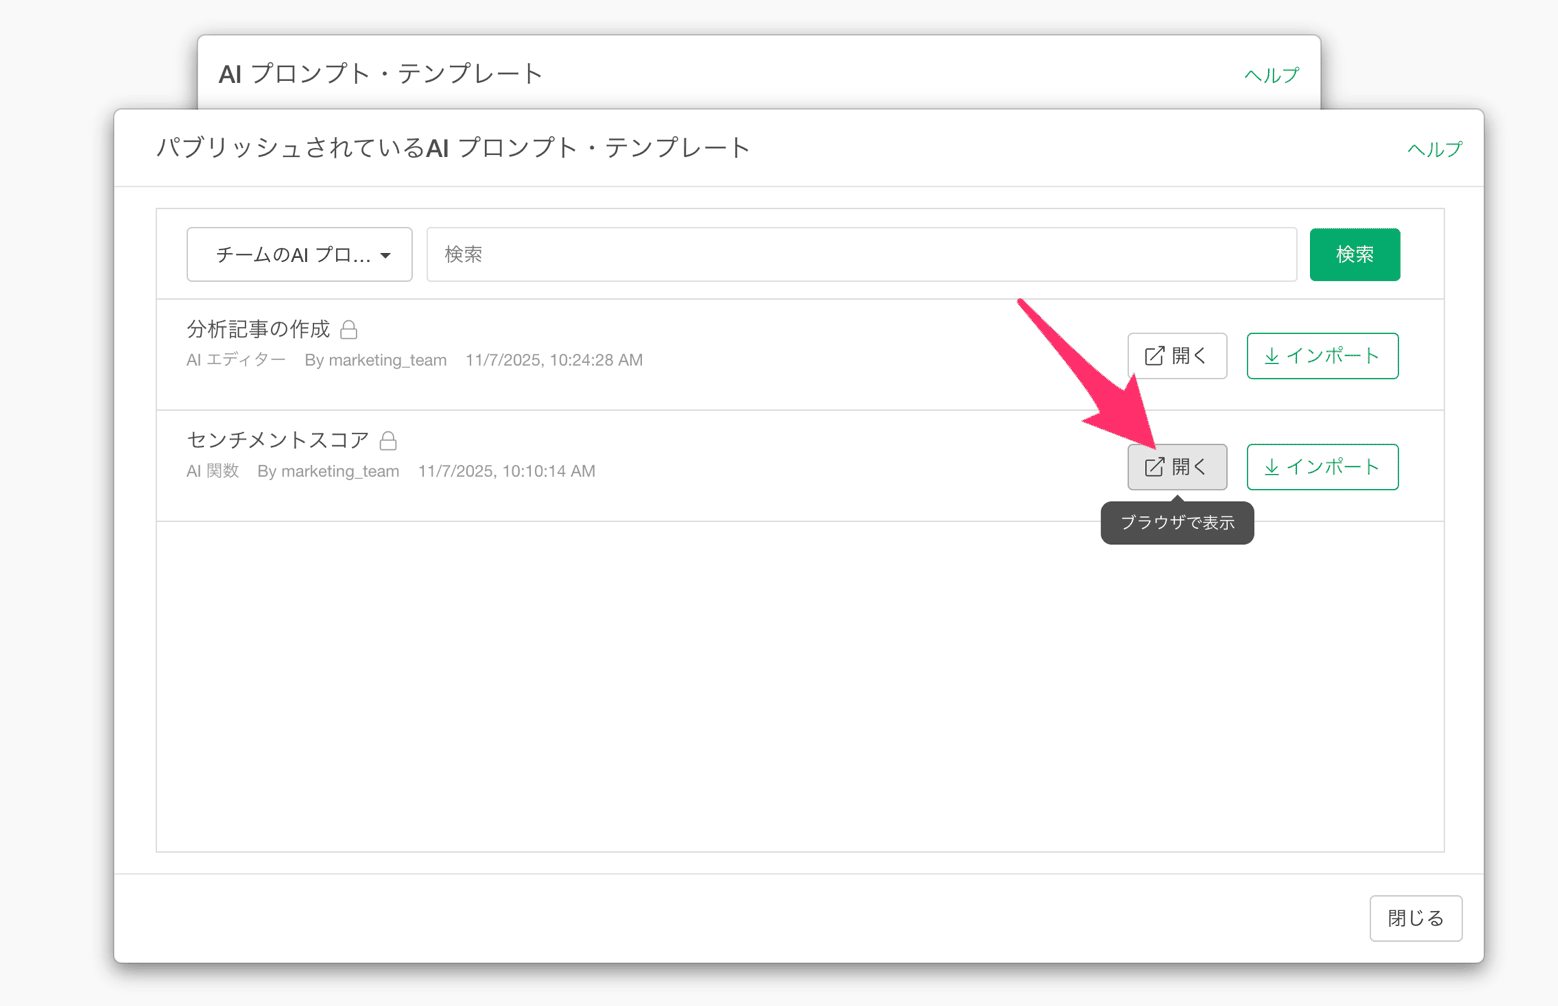 AI プロンプト・テンプレート
ヘルプ
パブリッシュされているAI プロンプト・テンプレート
ヘルプ
チームのAI プロ...
検索
検索
分析記事の作成
AI エディター By marketing_team 11/7/2025, 10:24:28 AM
開く
インポート
センチメントスコア
AI 関数 By marketing_team 11/7/2025, 10:10:14 AM
開く
インポート
ブラウザで表示
閉じる